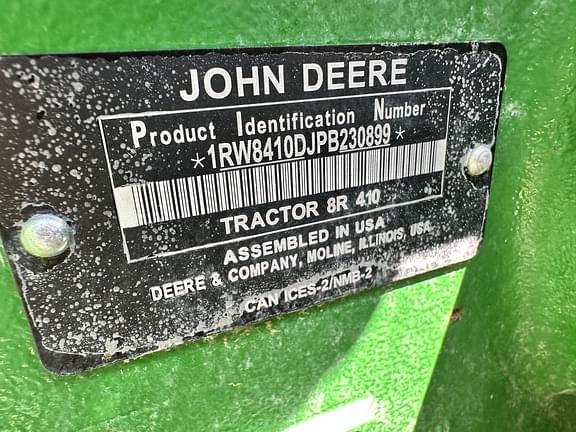 JOHN DEERE
Product Identification Number
*1RW8410DJPB230899*
TRACTOR 8R 410
ASSEMBLED IN USA
DEERE & COMPANY, MOLINE, ILLINOIS, USA
CAN ICES-2/NMB-2